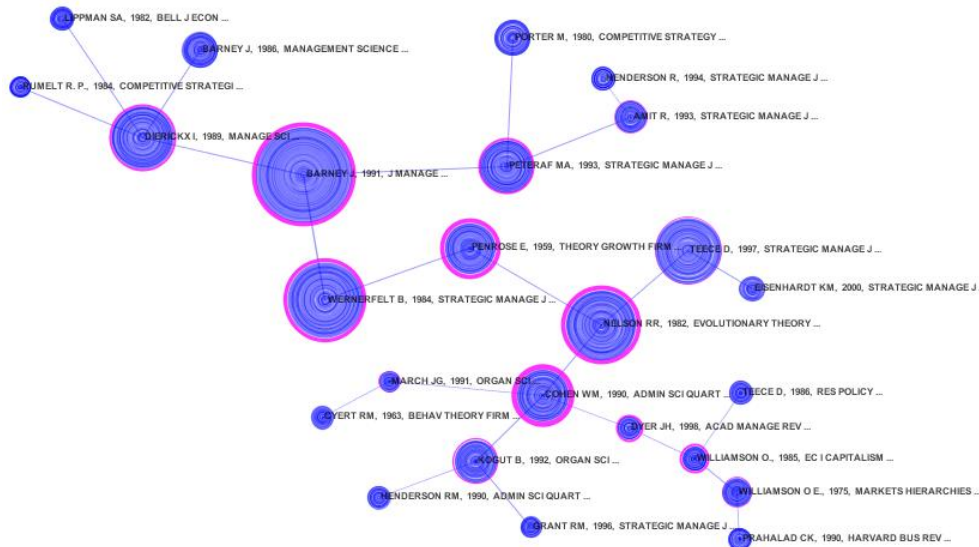 LIPPMAN SA, 1982, BELL J ECON ...
PORTER M, 1980, COMPETITIVE STRATEGY ...
BARNEY J, 1986, MANAGEMENT SCIENCE ...
HENDERSON R, 1994, STRATEGIC MANAGE J ...
RUMELT R. P., 1984, COMPETITIVE STRATEGI ...
AMIT R, 1993, STRATEGIC MANAGE J ...
DIERICKX I, 1989, MANAGE SCI ...
PETERAF MA, 1993, STRATEGIC MANAGE J ...
BARNEY J, 1991, J MANAGE ...
PENROSE E, 1959, THEORY GROWTH FIRM ...
TEECE D, 1997, STRATEGIC MANAGE J ...
EISENHARDT KM, 2000, STRATEGIC MANAGE J
WERNERFELT B, 1984, STRATEGIC MANAGE J ...
NELSON RR, 1982, EVOLUTIONARY THEORY ...
MARCH JG, 1991, ORGAN SCI ...
COHEN WM, 1990, ADMIN SCI QUART ...
TEECE D, 1986, RES POLICY ...
CYERT RM, 1963, BEHAV THEORY FIRM ...
DYER JH, 1998, ACAD MANAGE REV ...
KOGUT B, 1992, ORGAN SCI ...
WILLIAMSON O., 1985, EC I CAPITALISM ...
WILLIAMSON O E., 1975, MARKETS HIERARCHIES ...
HENDERSON RM, 1990, ADMIN SCI QUART ...
GRANT RM, 1996, STRATEGIC MANAGE J ...
PRAHALAD CK, 1990, HARVARD BUS REV ...